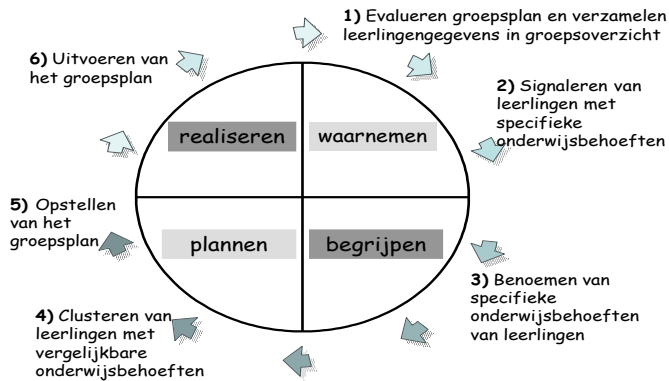 1) Evalueren groepsplan en verzamelen
leerlingengegevens in groepsoverzicht
2) Signaleren van
leerlingen met
specifieke
onderwijsbehoeften
3) Benoemen van
specifieke
onderwijsbehoeften
van leerlingen
4) Clusteren van
leerlingen met
vergelijkbare
onderwijsbehoeften
5) Opstellen
van het
groepsplan
6) Uitvoeren van
het groepsplan
realiseren
waarnemen
plannen
begrijpen